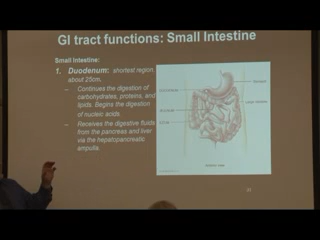 GI tract functions: Small Intestine
Small Intestine:
1. Duodenum: shortest region,
about 25cm.
– Continues the digestion of
carbohydrates, proteins, and
lipids. Begins the digestion
of nucleic acids.
– Receives the digestive fluids
from the pancreas and liver
via the hepatopancreatic
ampulla.